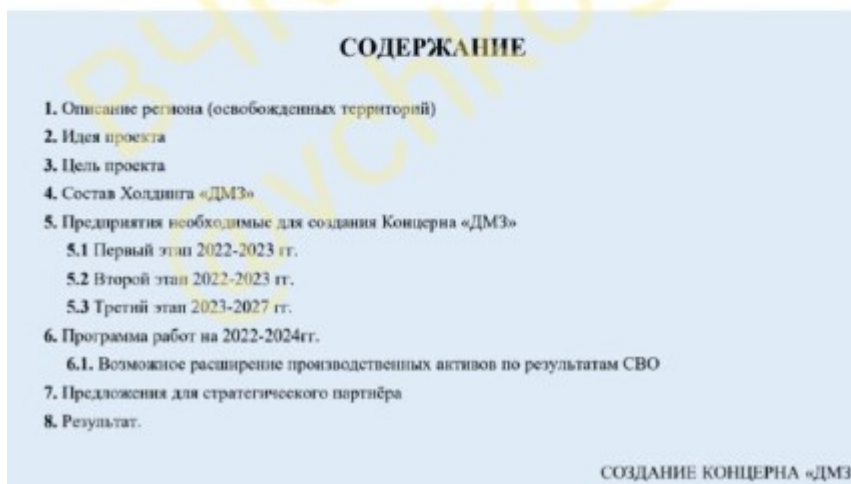 СОДЕРЖАНИЕ
1. Описание региона (освобожденных территорий)
2. Идея проекта
3. Цель проекта
4. Состав Холдинга «ДМЗ»
5. Предприятия необходимые для создания Концерна «ДМЗ»
5.1 Первый этап 2022-2023 гг.
5.2 Второй этап 2022-2023 гг.
5.3 Третий этап 2023-2027 гг.
6. Программа работ на 2022-2024гг.
6.1. Возможное расширение производственных активов по результатам СВО
7. Предложения для стратегического партнёра
8. Результат.
СОЗДАНИЕ КОНЦЕРНА «ДМЗ